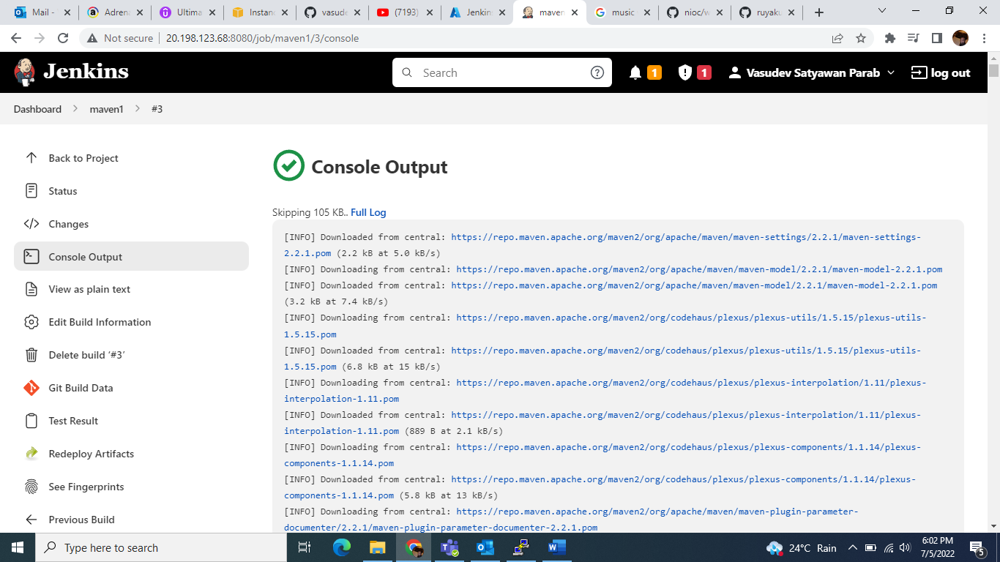 Mail -
Adrena
Ultima
Instanc
vasude
(7193)
Jenkin
maven
music
nioc/w
ruyaku
Not secure
20.198.123.68:8080/job/maven1/3/console
Jenkins
Search
1
1
Vasudev Satyawan Parab
log out
Dashboard
maven1
#3
Back to Project
Status
Changes
Console Output
View as plain text
Edit Build Information
Delete build ‘#3’
Git Build Data
Test Result
Redeploy Artifacts
See Fingerprints
Previous Build
Console Output
Skipping 105 KB.. Full Log
[INFO] Downloaded from central: https://repo.maven.apache.org/maven2/org/apache/maven/maven-settings/2.2.1/maven-settings-
2.2.1.pom (2.2 kB at 5.0 kB/s)
[INFO] Downloading from central: https://repo.maven.apache.org/maven2/org/apache/maven/maven-model/2.2.1/maven-model-2.2.1.pom
[INFO] Downloaded from central: https://repo.maven.apache.org/maven2/org/apache/maven/maven-model/2.2.1/maven-model-2.2.1.pom
(3.2 kB at 7.4 kB/s)
[INFO] Downloading from central: https://repo.maven.apache.org/maven2/org/codehaus/plexus/plexus-utils/1.5.15/plexus-utils-
1.5.15.pom
[INFO] Downloaded from central: https://repo.maven.apache.org/maven2/org/codehaus/plexus/plexus-utils/1.5.15/plexus-utils-
1.5.15.pom (6.8 kB at 15 kB/s)
[INFO] Downloading from central: https://repo.maven.apache.org/maven2/org/codehaus/plexus/plexus-interpolation/1.11/plexus-
interpolation-1.11.pom
[INFO] Downloaded from central: https://repo.maven.apache.org/maven2/org/codehaus/plexus/plexus-interpolation/1.11/plexus-
interpolation-1.11.pom (889 B at 2.1 kB/s)
[INFO] Downloading from central: https://repo.maven.apache.org/maven2/org/codehaus/plexus/plexus-components/1.1.14/plexus-
components-1.1.14.pom
[INFO] Downloaded from central: https://repo.maven.apache.org/maven2/org/codehaus/plexus/plexus-components/1.1.14/plexus-
components-1.1.14.pom (5.8 kB at 13 kB/s)
[INFO] Downloading from central: https://repo.maven.apache.org/maven2/org/apache/maven/maven-plugin-parameter-
documenter/2.2.1/maven-plugin-parameter-documenter-2.2.1.pom
Type here to search
24°C Rain
6:02 PM
7/5/2022
5